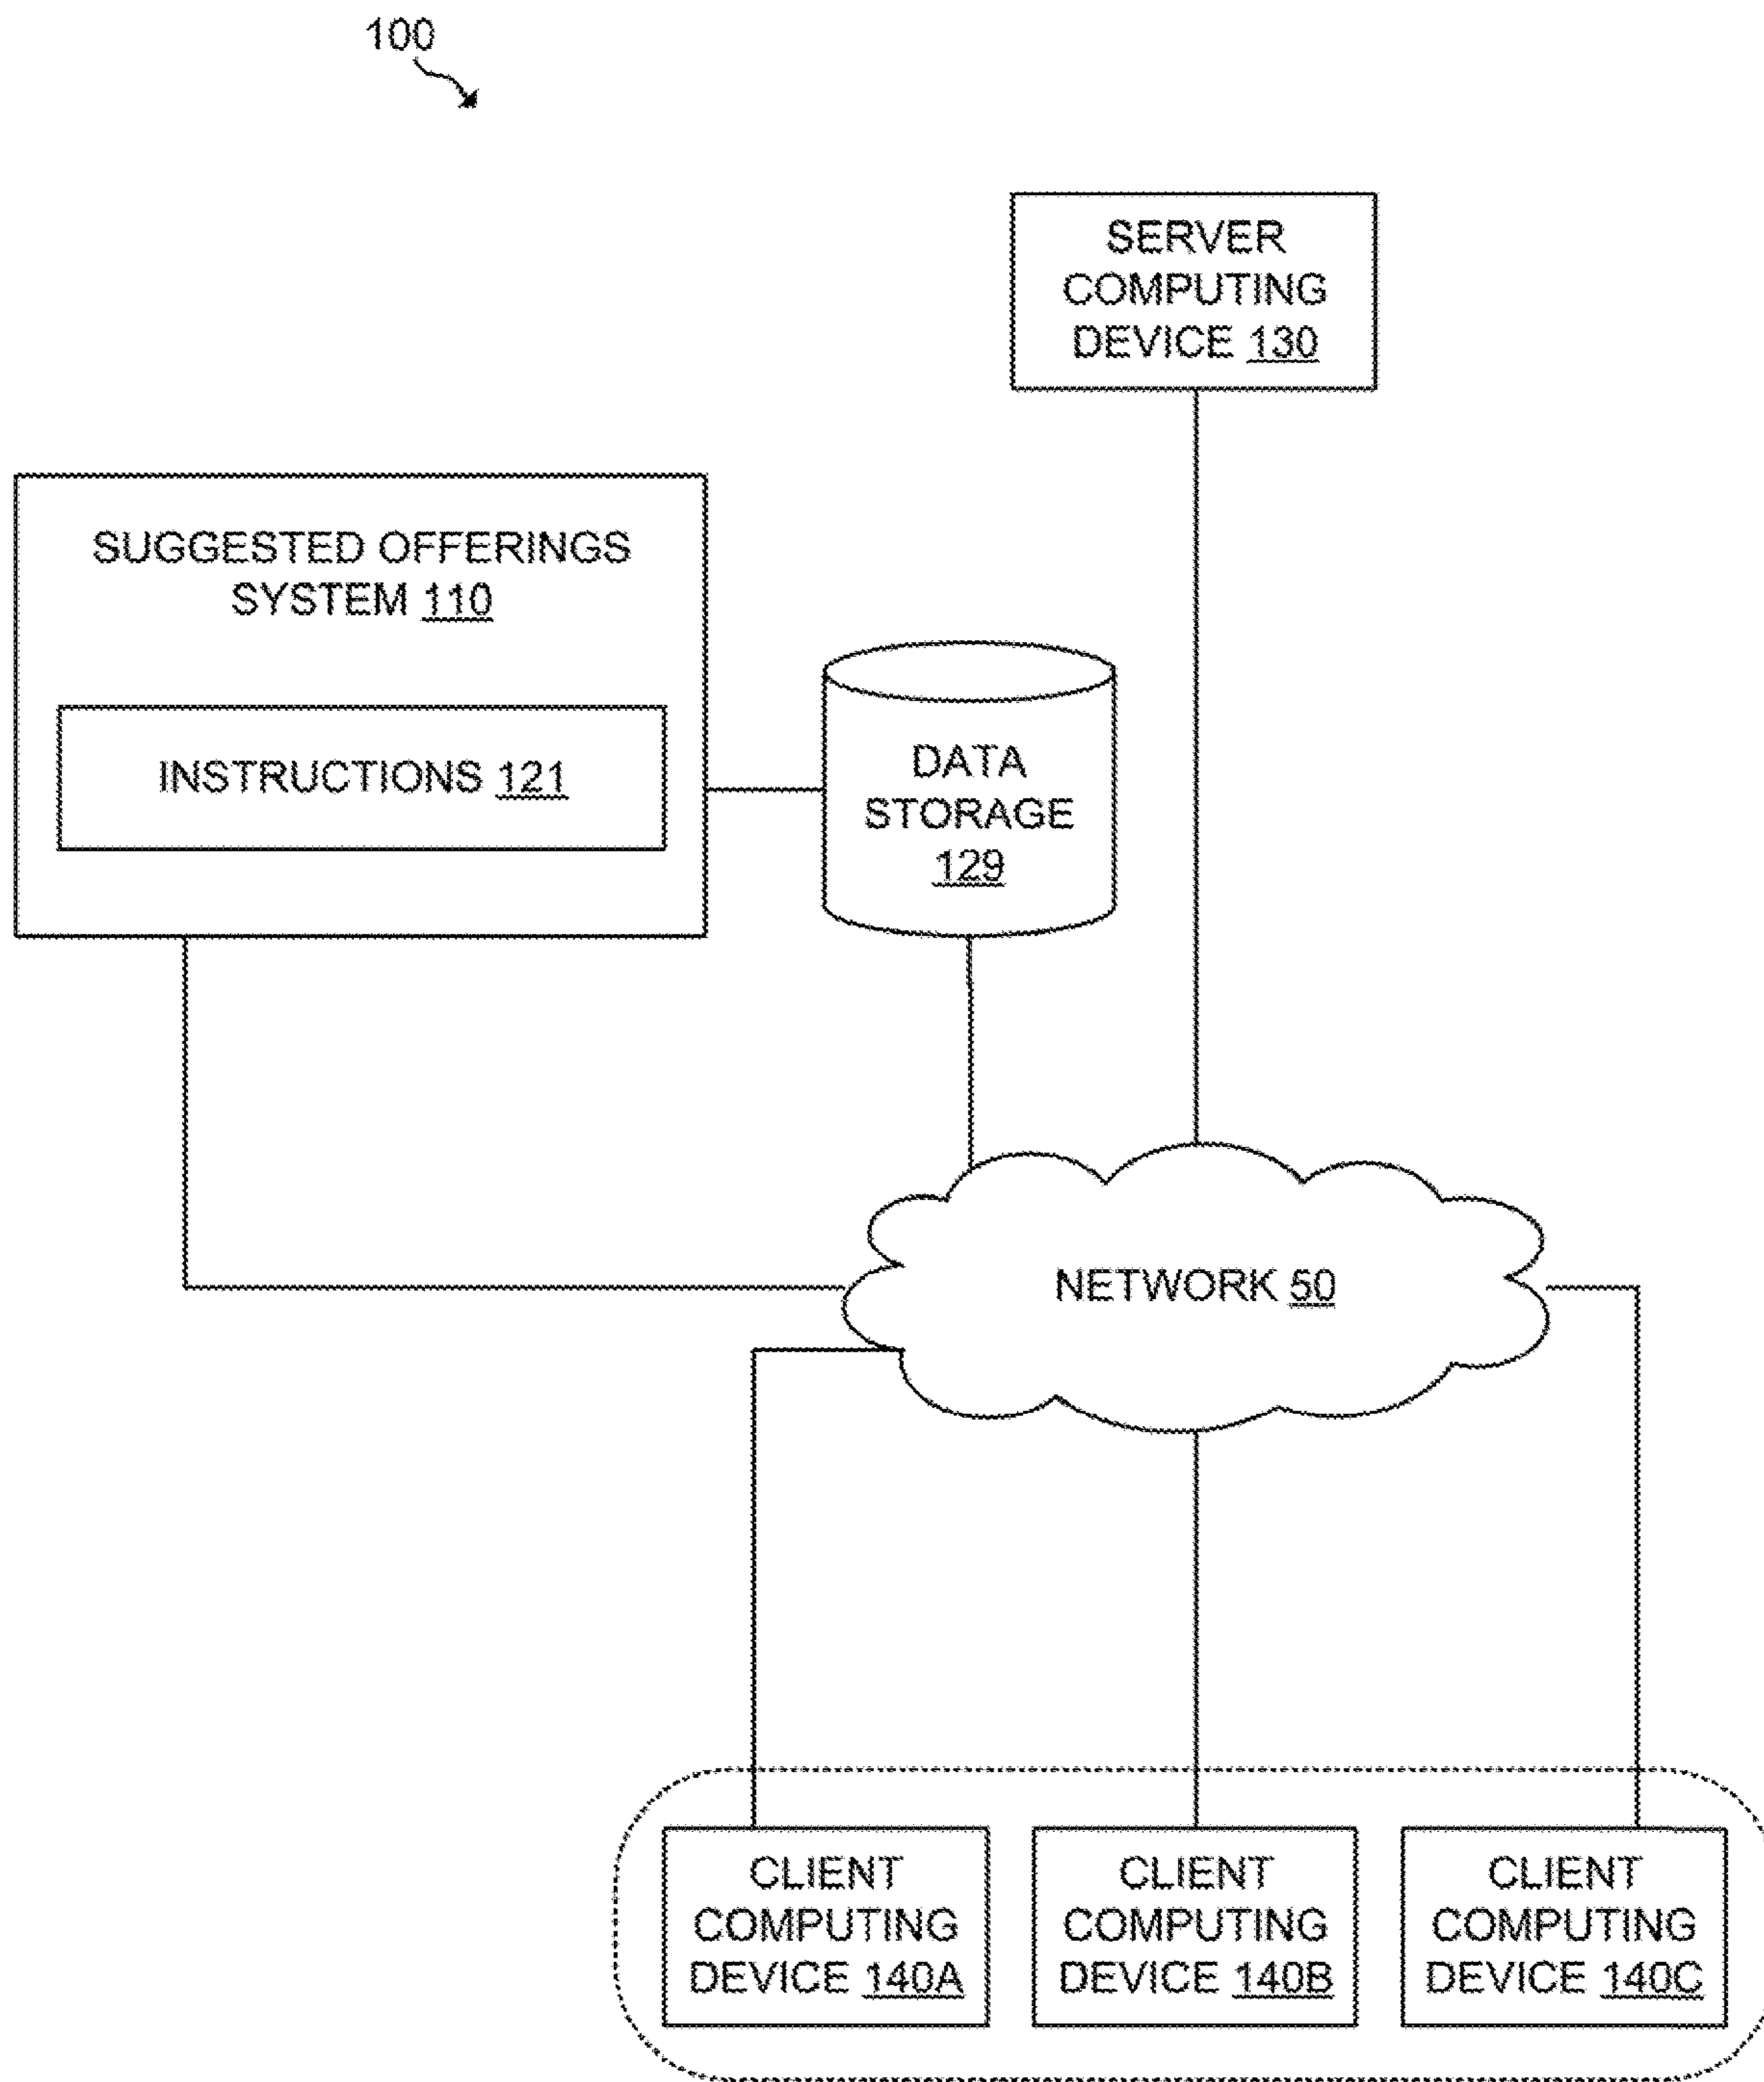 100
SERVER
COMPUTING
DEVICE 130
SUGGESTED OFFERINGS
SYSTEM 110
INSTRUCTIONS 121
DATA
STORAGE
129
NETWORK 50
CLIENT
COMPUTING
DEVICE 140A
CLIENT
COMPUTING
DEVICE 140B
CLIENT
COMPUTING
DEVICE 140C